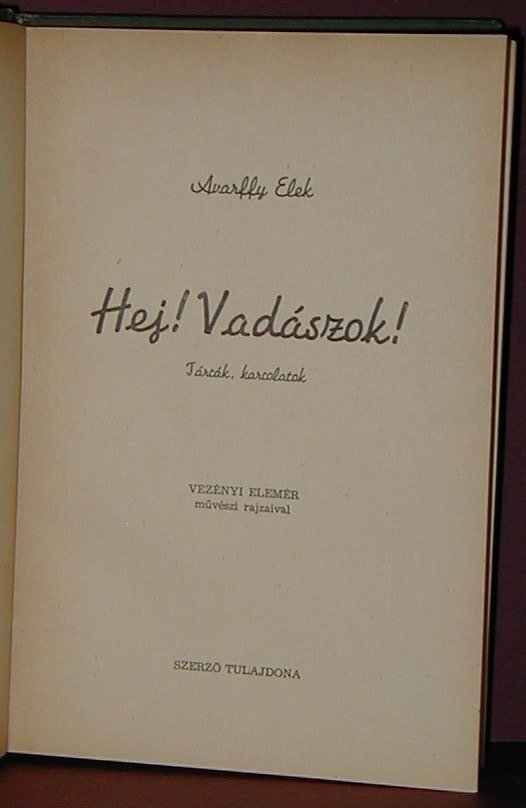 Avarffy Elek
Hej! Vadászok!
Tárcák, karcolatok
VEZÉNYI ELEMÉR
művészi rajzaival
SZERZŐ TULAJDONA